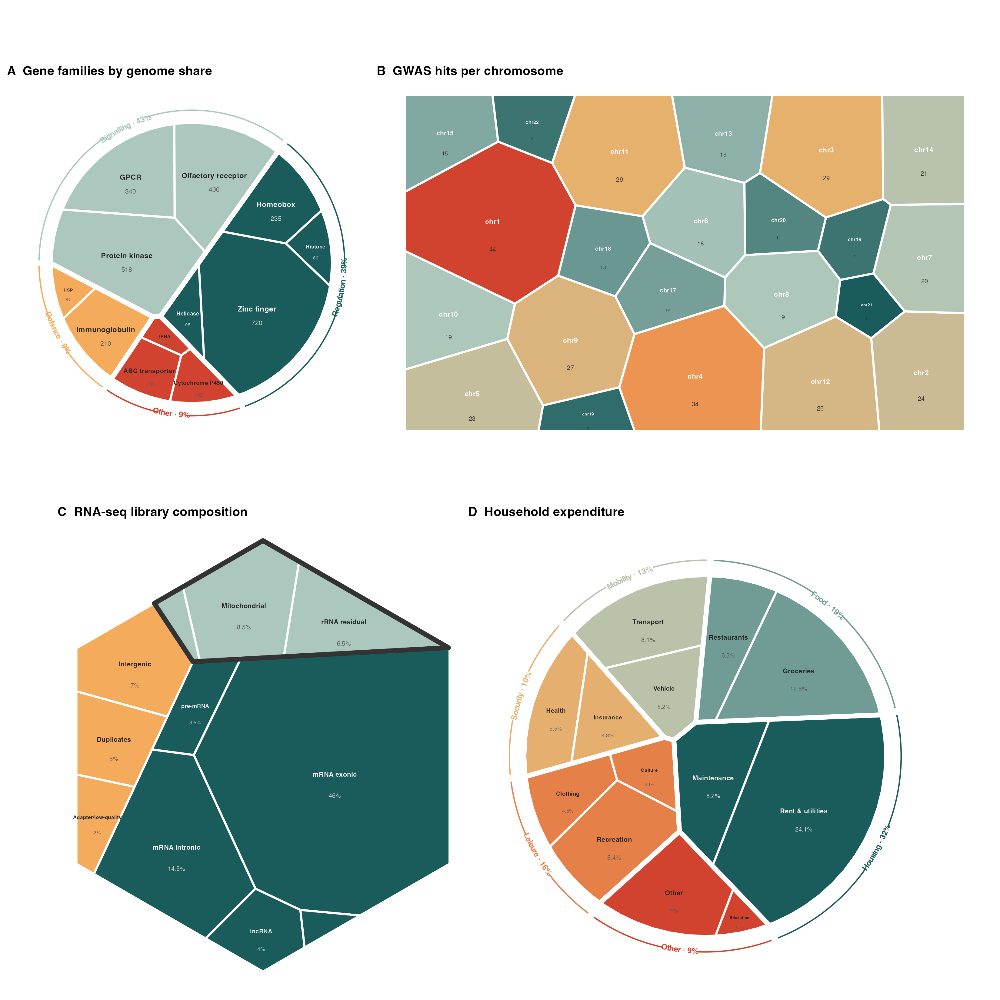 A Gene families by genome share
Signalling · 43%
GPCR
340
Olfactory receptor
400
Protein kinase
518
Homeobox
235
Histone
86
Regulation · 39%
Zinc finger
720
Helicase
95
HSP
Immunoglobulin
210
Defence · 9%
tRNA
ABC transporter
130
Cytochrome P450
102
Other · 9%
B GWAS hits per chromosome
chr15
15
chr22
9
chr11
29
chr13
16
chr3
29
chr14
21
chr1
44
chr18
13
chr6
18
chr20
11
chr16
9
chr7
20
chr10
19
chr17
14
chr8
19
chr21
chr9
27
chr5
23
chr19
chr4
34
chr12
26
chr2
24
C RNA-seq library composition
Mitochondrial
8.5%
rRNA residual
6.5%
Intergenic
7%
pre-mRNA
3.5%
Duplicates
5%
mRNA exonic
46%
Adapter/low-quality
3%
mRNA intronic
14.5%
lncRNA
4%
D Household expenditure
Mobility · 13%
Food · 19%
Transport
8.1%
Restaurants
6.3%
Groceries
12.5%
Vehicle
5.2%
Security · 10%
Health
5.5%
Insurance
4.8%
Culture
3.1%
Clothing
4.5%
Recreation
8.4%
Leisure · 16%
Maintenance
8.2%
Rent & utilities
24.1%
Housing · 32%
Other
8%
Education
Other · 9%